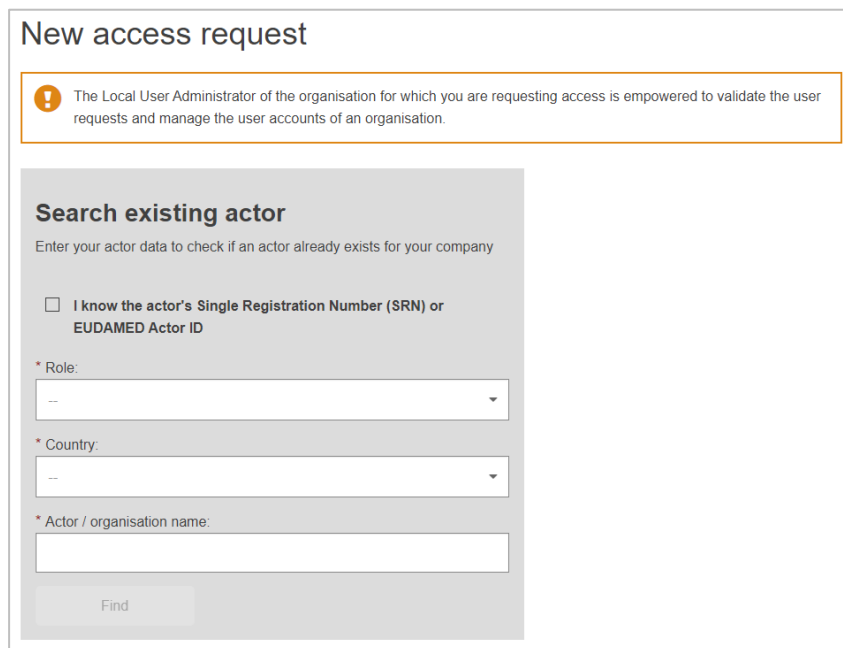 New access request
The Local User Administrator of the organisation for which you are requesting access is empowered to validate the user
requests and manage the user accounts of an organisation.
Search existing actor
Enter your actor data to check if an actor already exists for your company
I know the actor's Single Registration Number (SRN) or
EUDAMED Actor ID
* Role:
--
* Country:
--
* Actor / organisation name:
Find